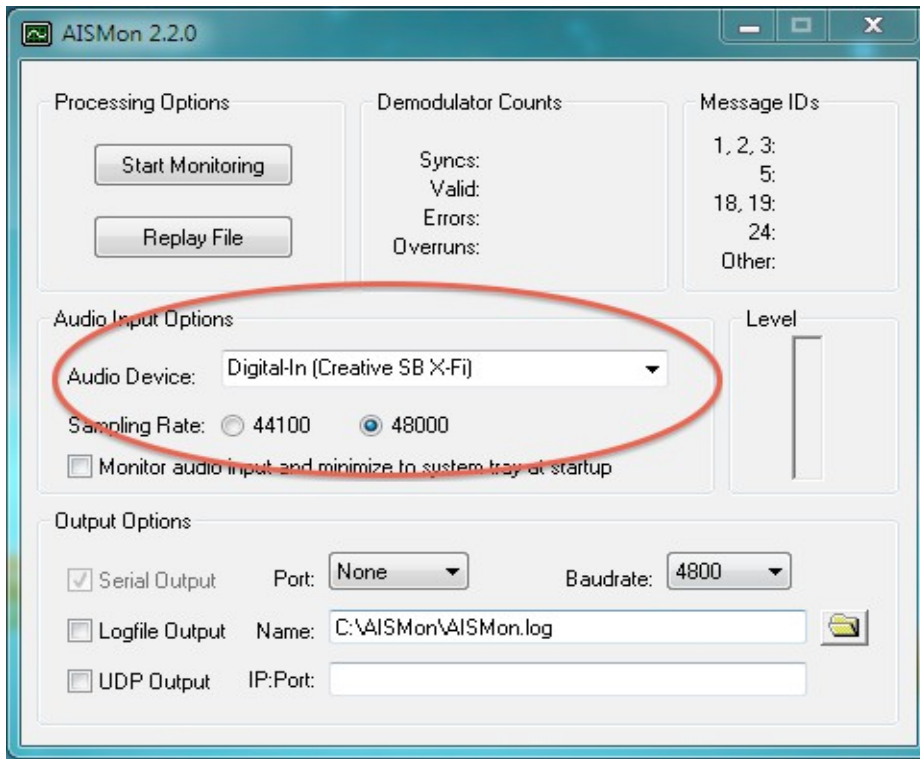 AISMon 2.2.0
Processing Options
Start Monitoring
Replay File
Demodulator Counts
Syncs:
Valid:
Errors:
Overruns:
Message IDs
1, 2, 3:
5:
18, 19:
24:
Other:
Audio Input Options
Audio Device: Digital-In (Creative SB X-Fi)
Sampling Rate: 44100 48000
Monitor audio input and minimize to system tray at startup
Level
Output Options
Serial Output Port: None Baudrate: 4800
Logfile Output Name: C:\AISMon\AISMon.log
UDP Output IP:Port: